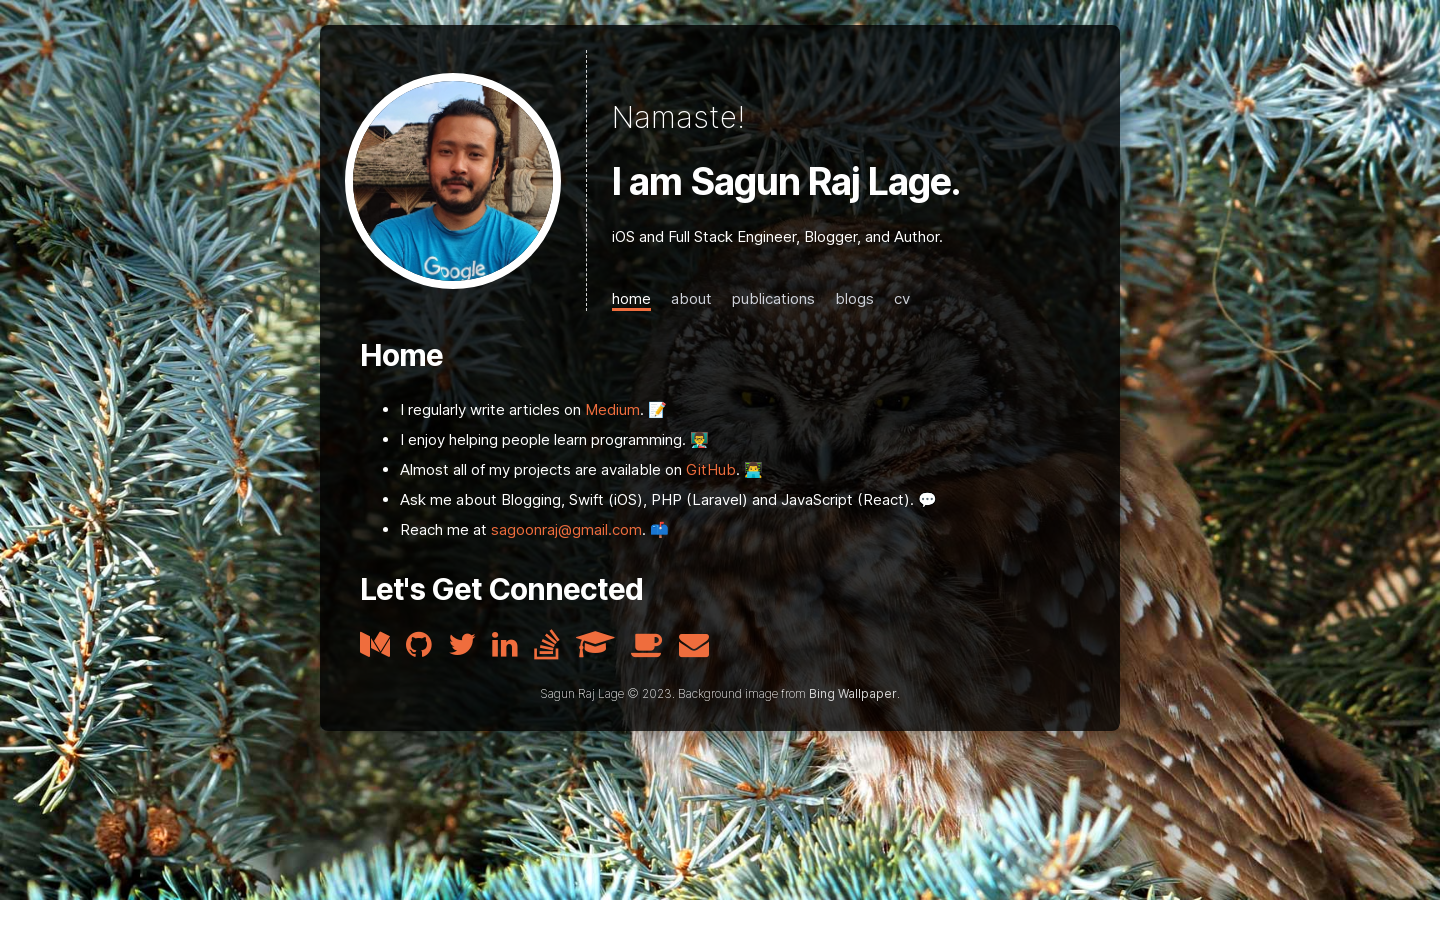 Google
Namaste!
I am Sagun Raj Lage.
iOS and Full Stack Engineer, Blogger, and Author.
home about publications blogs cv
Home
I regularly write articles on Medium. 📝
I enjoy helping people learn programming. 👨‍🏫
Almost all of my projects are available on GitHub. 👨‍💻
Ask me about Blogging, Swift (iOS), PHP (Laravel) and JavaScript (React). 💬
Reach me at sagoonraj@gmail.com. 📫
Let's Get Connected
Sagun Raj Lage © 2023. Background image from Bing Wallpaper.